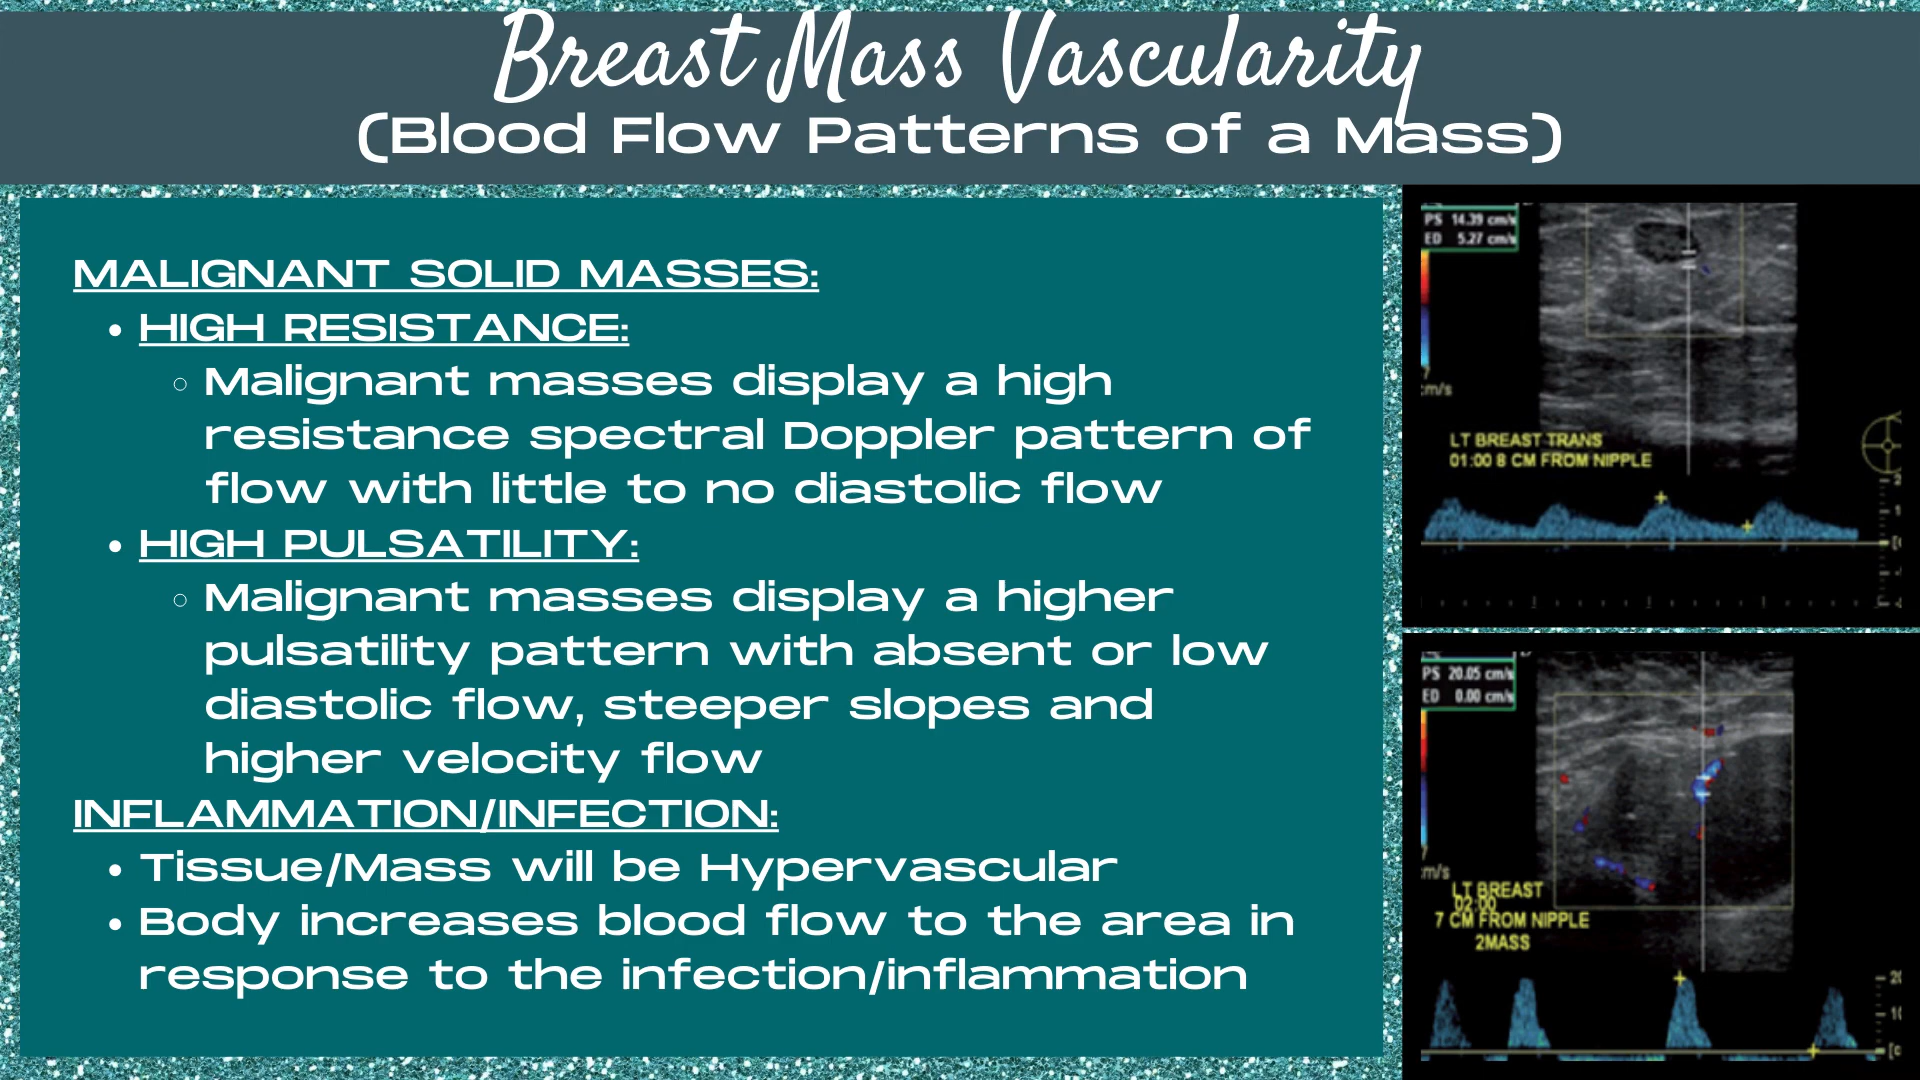 Breast Mass Vascularity
(Blood Flow Patterns of a Mass)
MALIGNANT SOLID MASSES:
• HIGH RESISTANCE:
○ Malignant masses display a high
resistance spectral Doppler pattern of
flow with little to no diastolic flow
• HIGH PULSATILITY:
○ Malignant masses display a higher
pulsatility pattern with absent or low
diastolic flow, steeper slopes and
higher velocity flow
INFLAMMATION/INFECTION:
• Tissue/Mass will be Hypervascular
• Body increases blood flow to the area in
response to the infection/inflammation
PS 14.39 cm/s
ED 5.27 cm/s
cm/s
LT BREAST TRANS
01:00 8 CM FROM NIPPLE
PS 20.05 cm/s
ED 0.00 cm/s
cm/s
LT BREAST
02:00
7 CM FROM NIPPLE
2MASS
20
10